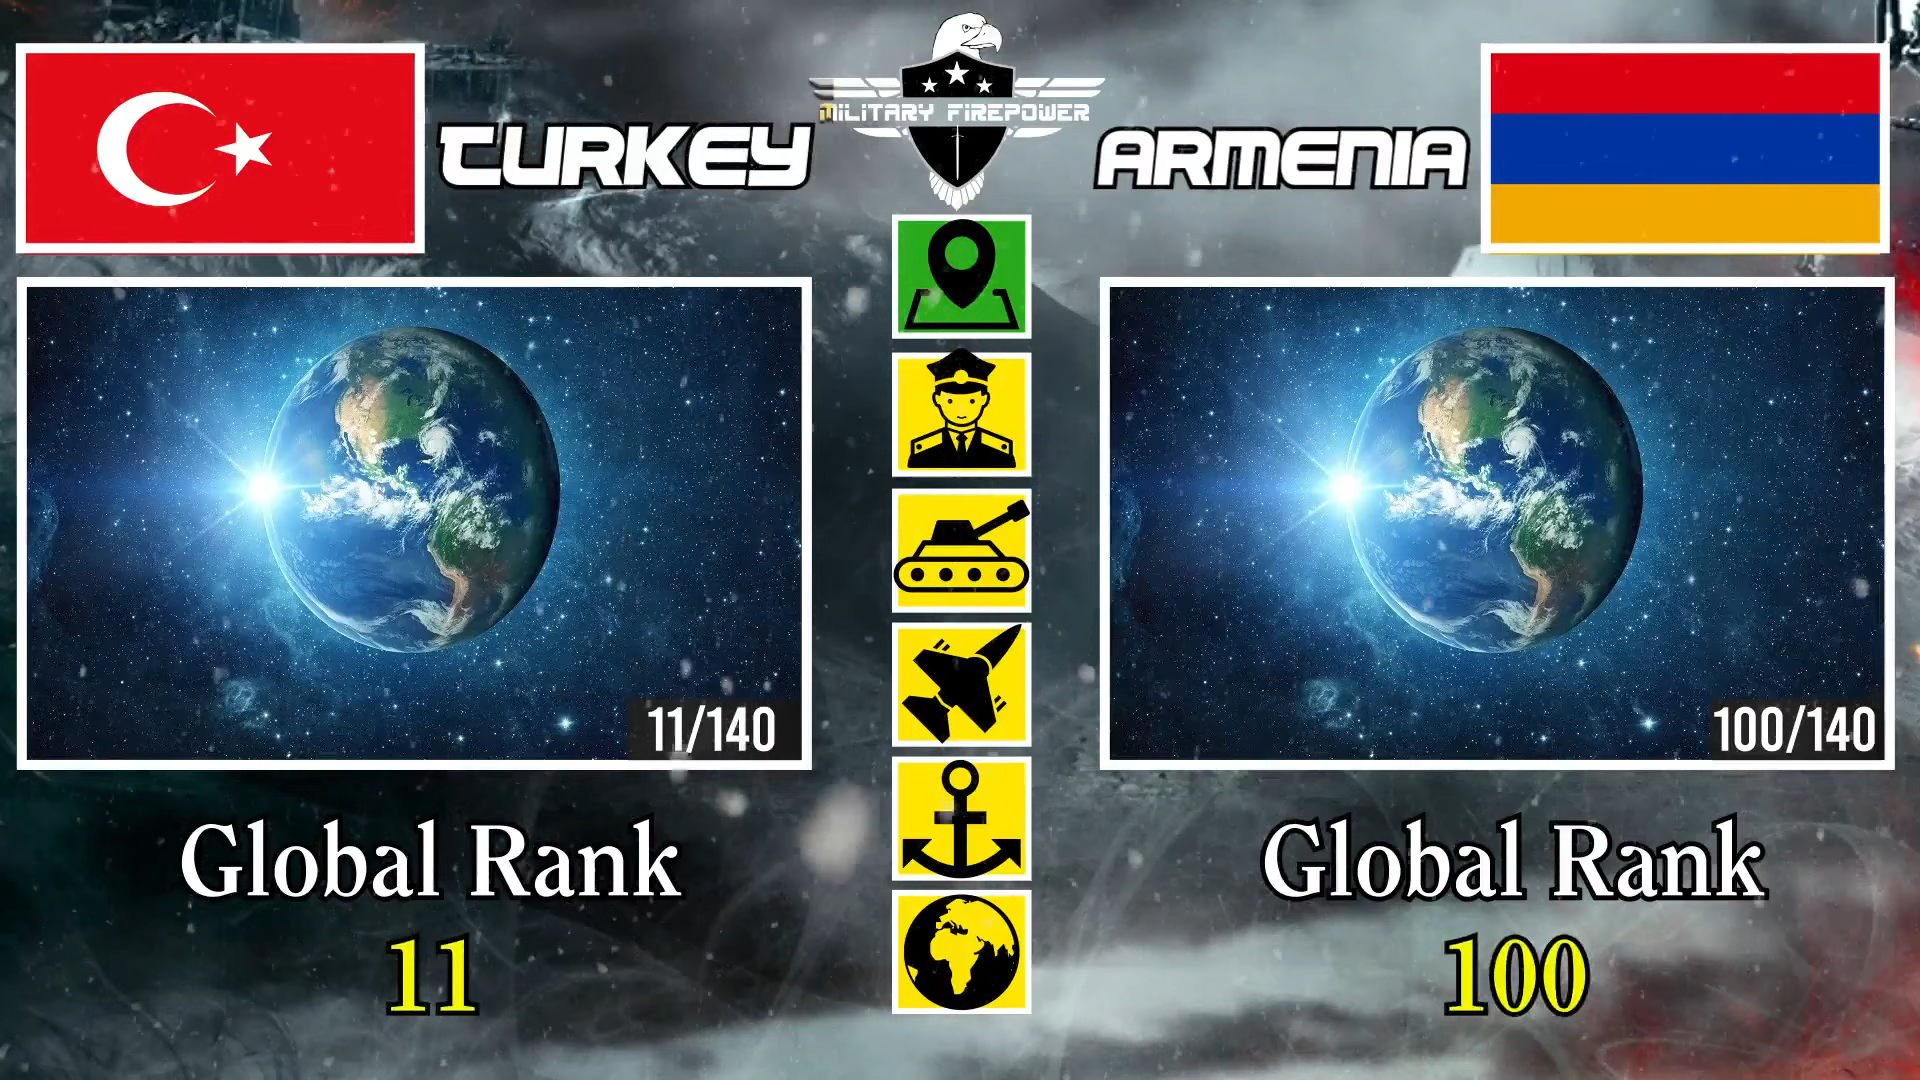 TURKEY
MILITARY FIREPOWER
ARMENIA
11/140
100/140
Global Rank
11
Global Rank
100